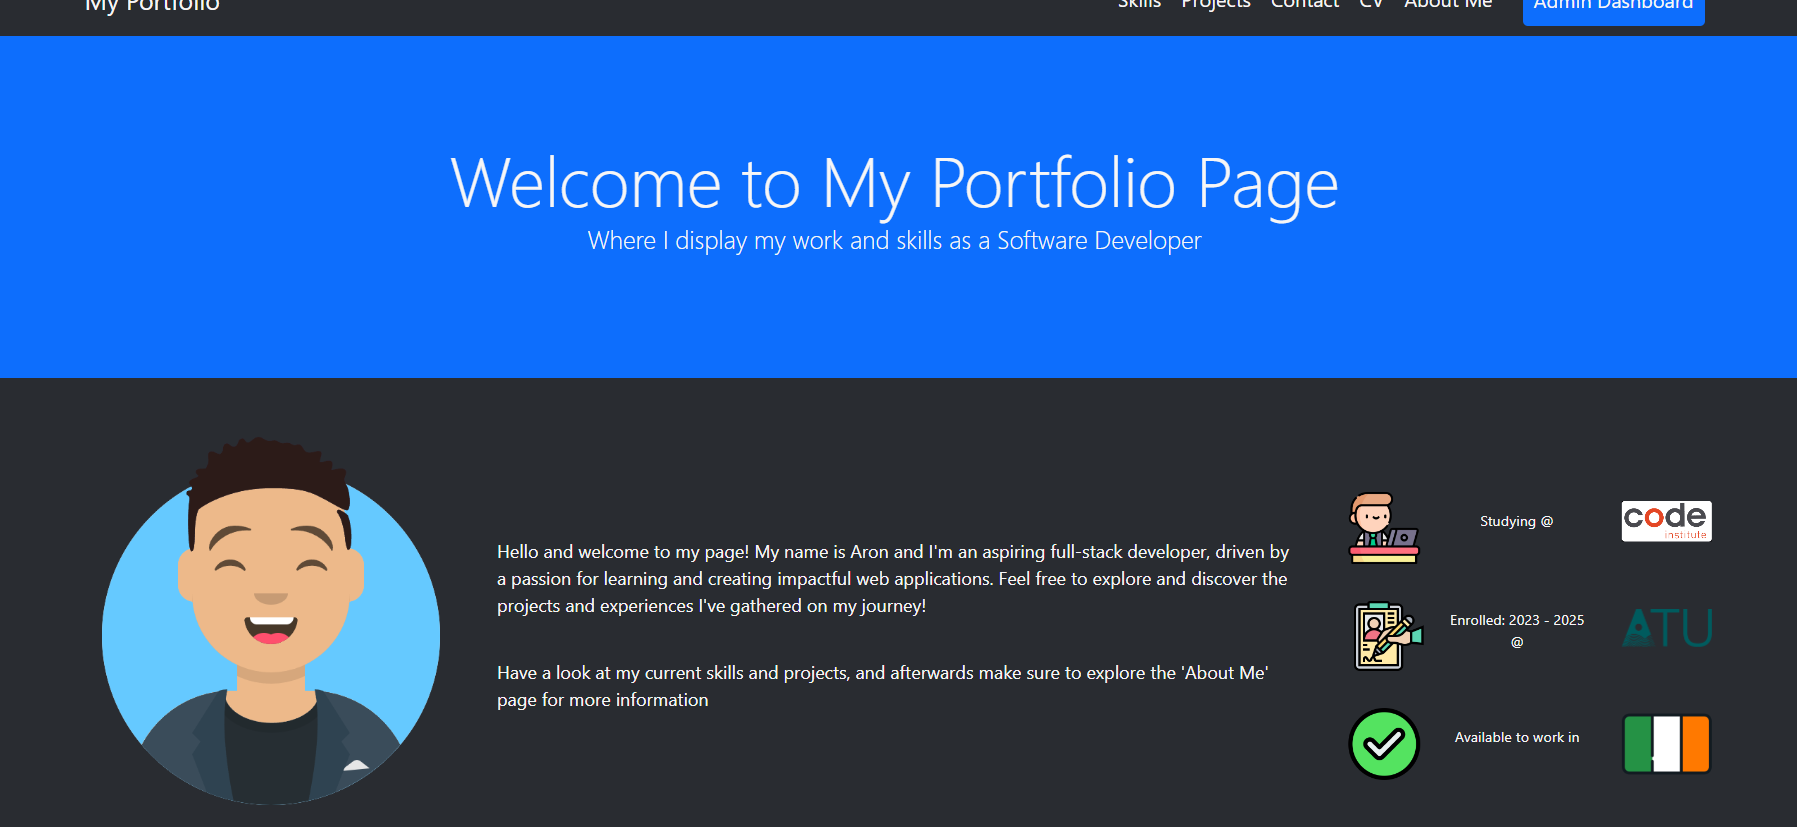 My Portfolio
Skills Projects Contact CV About Me Admin Dashboard
Welcome to My Portfolio Page
Where I display my work and skills as a Software Developer
Hello and welcome to my page! My name is Aron and I'm an aspiring full-stack developer, driven by
a passion for learning and creating impactful web applications. Feel free to explore and discover the
projects and experiences I've gathered on my journey!
Have a look at my current skills and projects, and afterwards make sure to explore the 'About Me'
page for more information
Studying @
code
institute
Enrolled: 2023 - 2025
@
ATU
Available to work in